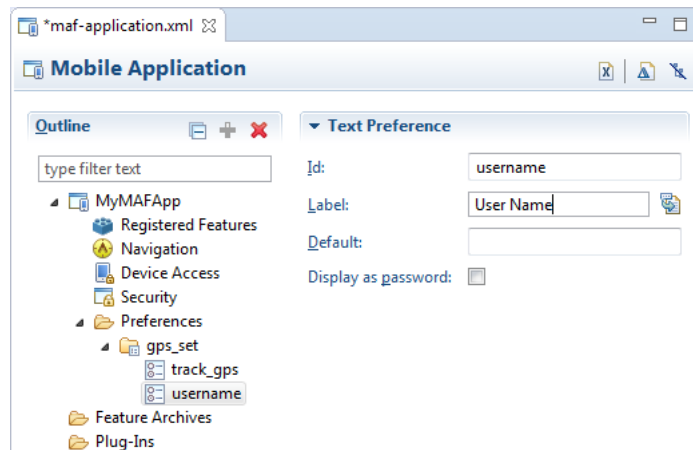 *maf-application.xml
Mobile Application
Outline
type filter text
MyMAFApp
Registered Features
Navigation
Device Access
Security
Preferences
gps_set
track_gps
username
Feature Archives
Plug-Ins
Text Preference
Id: username
Label: User Name
Default:
Display as password: